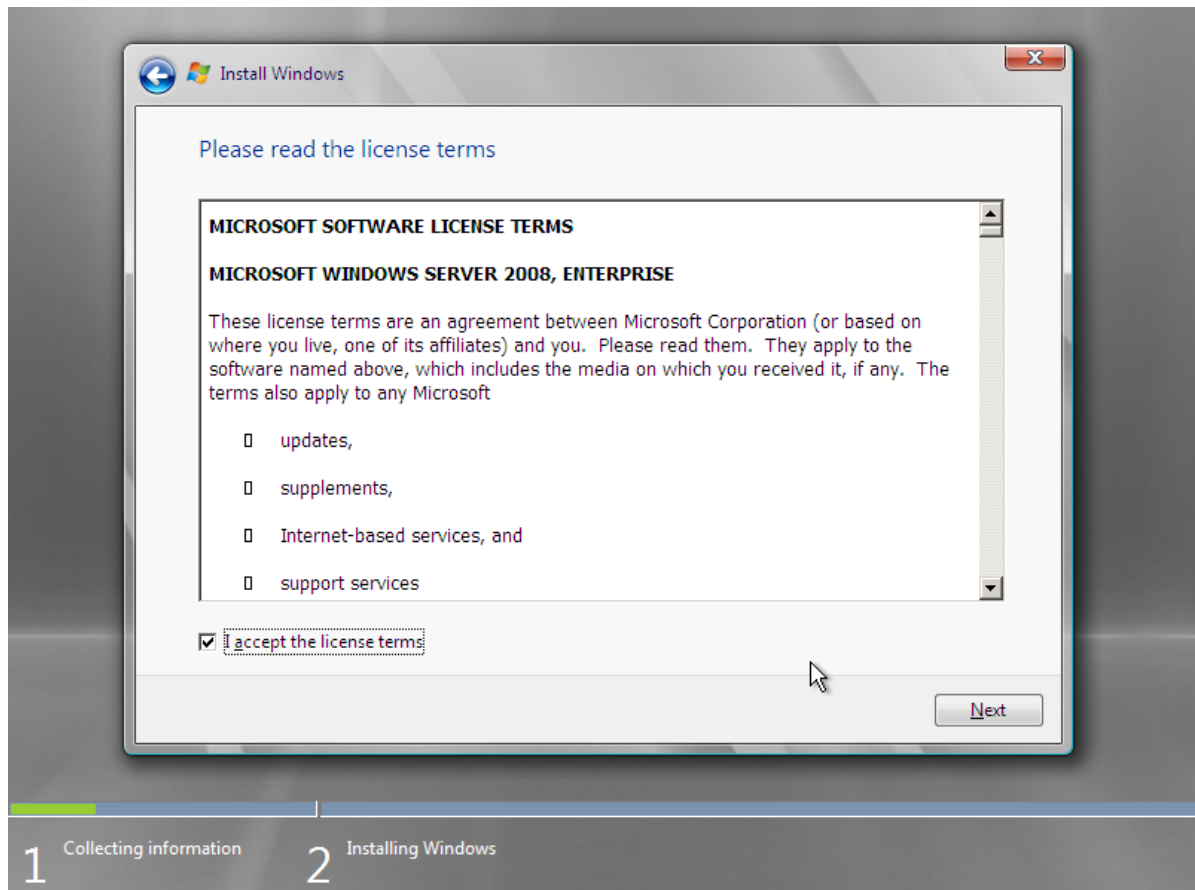 Install Windows
Please read the license terms
MICROSOFT SOFTWARE LICENSE TERMS
MICROSOFT WINDOWS SERVER 2008, ENTERPRISE
These license terms are an agreement between Microsoft Corporation (or based on
where you live, one of its affiliates) and you.  Please read them.  They apply to the
software named above, which includes the media on which you received it, if any.  The
terms also apply to any Microsoft
updates,
supplements,
Internet-based services, and
support services
I accept the license terms
Next
1 Collecting information
2 Installing Windows